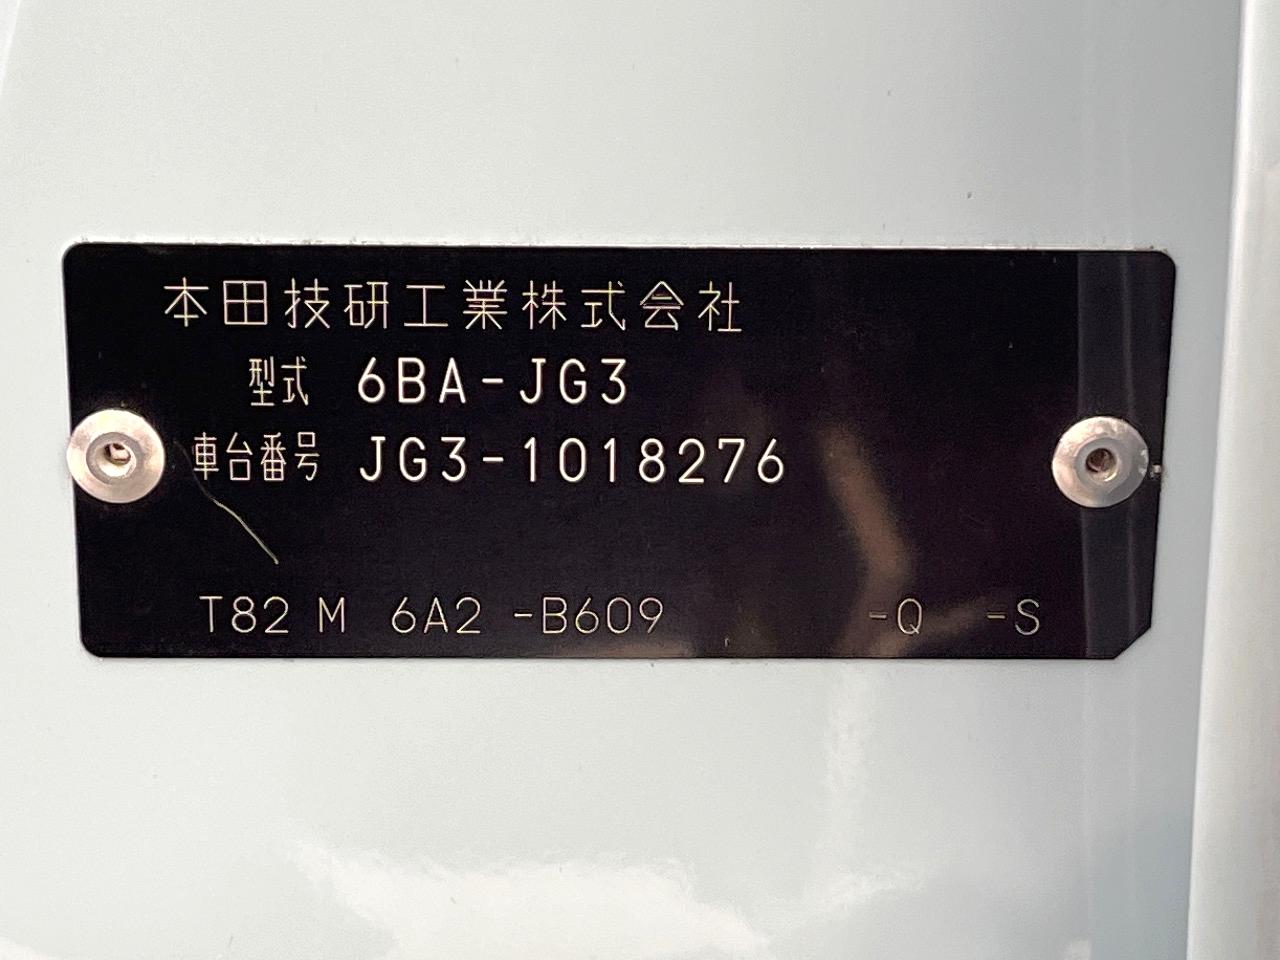 本田技研工業株式会社
型式 6BA-JG3
車台番号 JG3-1018276
T82 M 6A2 -B609 -Q -S